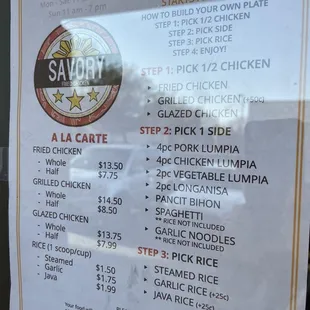 HOW TO BUILD YOUR OWN PLATE
STEP 1: PICK 1/2 CHICKEN
STEP 2: PICK SIDE
STEP 3: PICK RICE
STEP 4: ENJOY!
SAVORY
STEP 1: PICK 1/2 CHICKEN
FRIED CHICKEN
GRILLED CHICKEN (+50c)
GLAZED CHICKEN
A LA CARTE
FRIED CHICKEN
- Whole $13.50
- Half $7.75
GRILLED CHICKEN
- Whole $14.50
- Half $8.50
GLAZED CHICKEN
- Whole $13.75
- Half $7.99
RICE (1 scoop/cup)
- Steamed $1.50
- Garlic $1.75
- Java $1.99
STEP 2: PICK 1 SIDE
4pc PORK LUMPIA
4pc CHICKEN LUMPIA
2pc VEGETABLE LUMPIA
2pc LONGANISA
PANCIT BIHON
SPAGHETTI
** RICE NOT INCLUDED
GARLIC NOODLES
** RICE NOT INCLUDED
STEP 3: PICK RICE
STEAMED RICE
GARLIC RICE (+25c)
JAVA RICE (+25c)